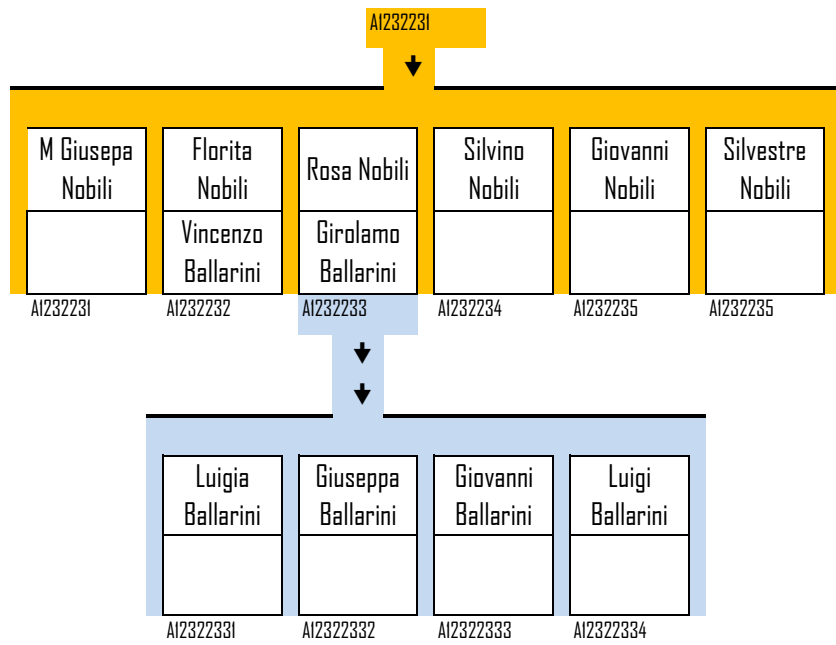 A1232231
M Giusepa
Nobili
Florita
Nobili
Rosa Nobili
Silvino
Nobili
Giovanni
Nobili
Silvestre
Nobili
Vincenzo
Ballarini
Girolamo
Ballarini
A1232231
A1232232
A1232233
A1232234
A1232235
A1232235
Luigia
Ballarini
Giuseppa
Ballarini
Giovanni
Ballarini
Luigi
Ballarini
A12322331
A12322332
A12322333
A12322334